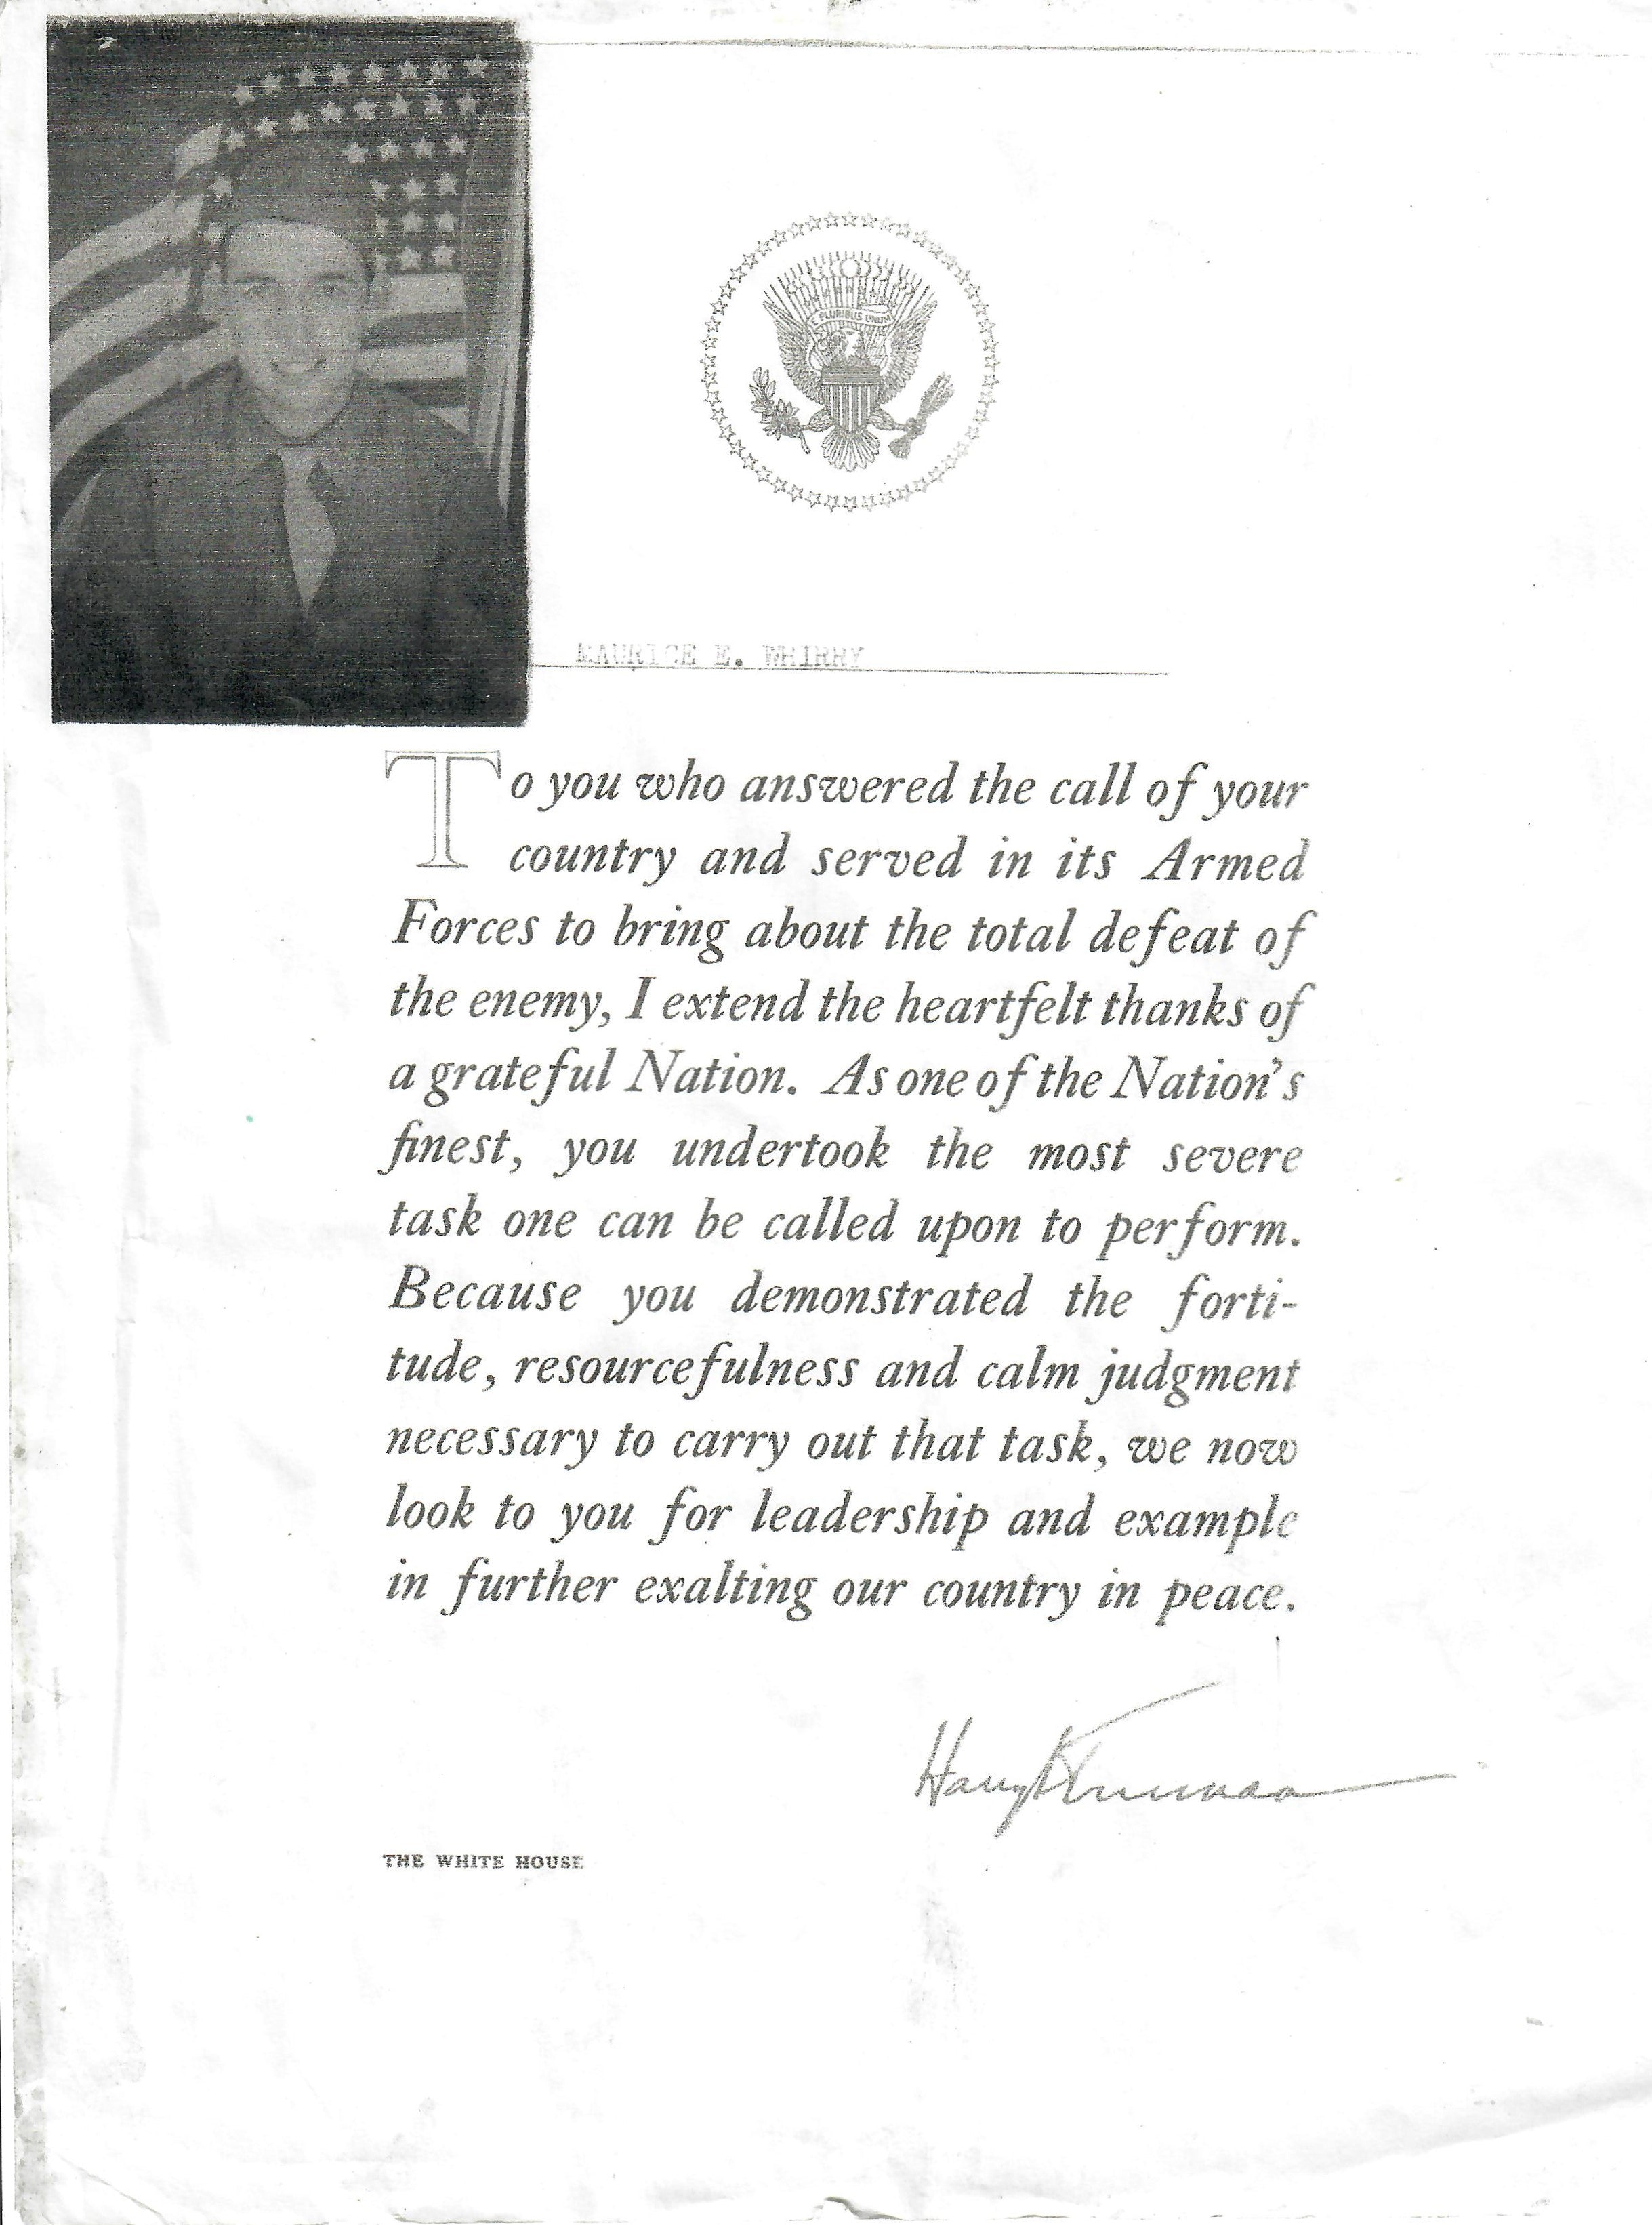 E PLURIBUS UNUM
MAURICE E. WHIRRY
To you who answered the call of your
country and served in its Armed
Forces to bring about the total defeat of
the enemy, I extend the heartfelt thanks of
a grateful Nation. As one of the Nation's
finest, you undertook the most severe
task one can be called upon to perform.
Because you demonstrated the forti-
tude, resourcefulness and calm judgment
necessary to carry out that task, we now
look to you for leadership and example
in further exalting our country in peace.
Harry Truman
THE WHITE HOUSE